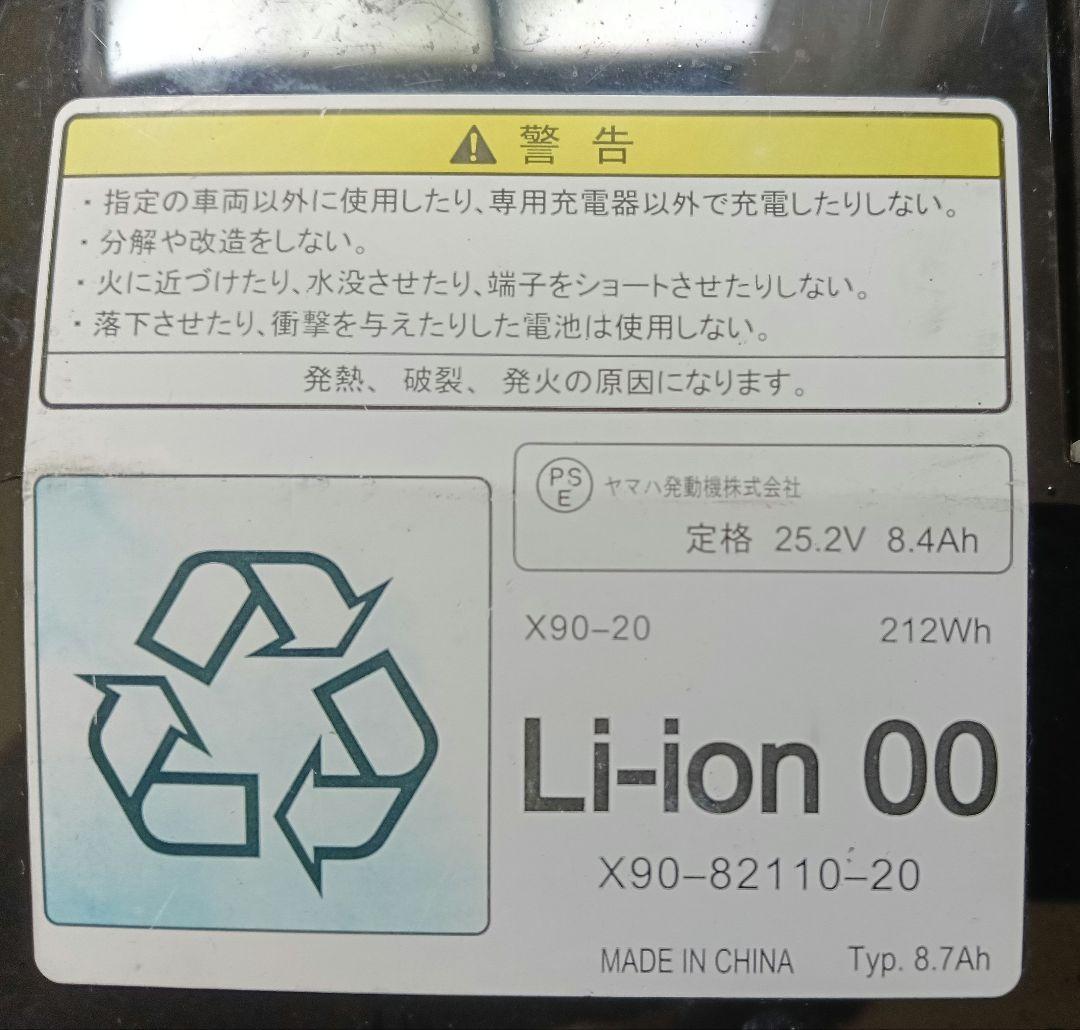 警告
・指定の車両以外に使用したり、専用充電器以外で充電したりしない。
・分解や改造をしない。
・火に近づけたり、水没させたり、端子をショートさせたりしない。
・落下させたり、衝撃を与えたりした電池は使用しない。
発熱、破裂、発火の原因になります。
PS
E
ヤマハ発動機株式会社
定格 25.2V 8.4Ah
X90-20 212Wh
Li-ion 00
X90-82110-20
MADE IN CHINA Typ. 8.7Ah